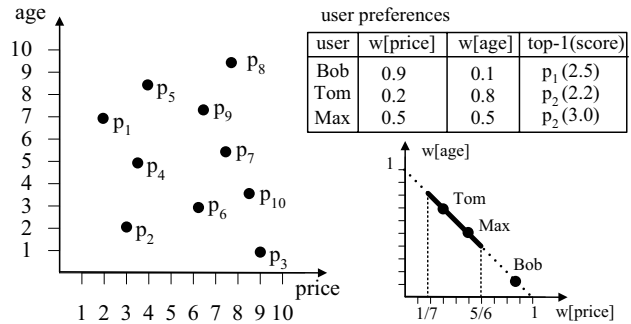 age
10
9
8
7
6
5
4
3
2
1
p₈
p₅
p₉
p₁
p₇
p₄
p₁₀
p₆
p₂
p₃
price
1 2 3 4 5 6 7 8 9 10
user preferences
user w[price] w[age] top-1(score)
Bob 0.9 0.1 p₁(2.5)
Tom 0.2 0.8 p₂(2.2)
Max 0.5 0.5 p₂(3.0)
w[age]
1
Tom
Max
Bob
1/7 5/6 1
w[price]